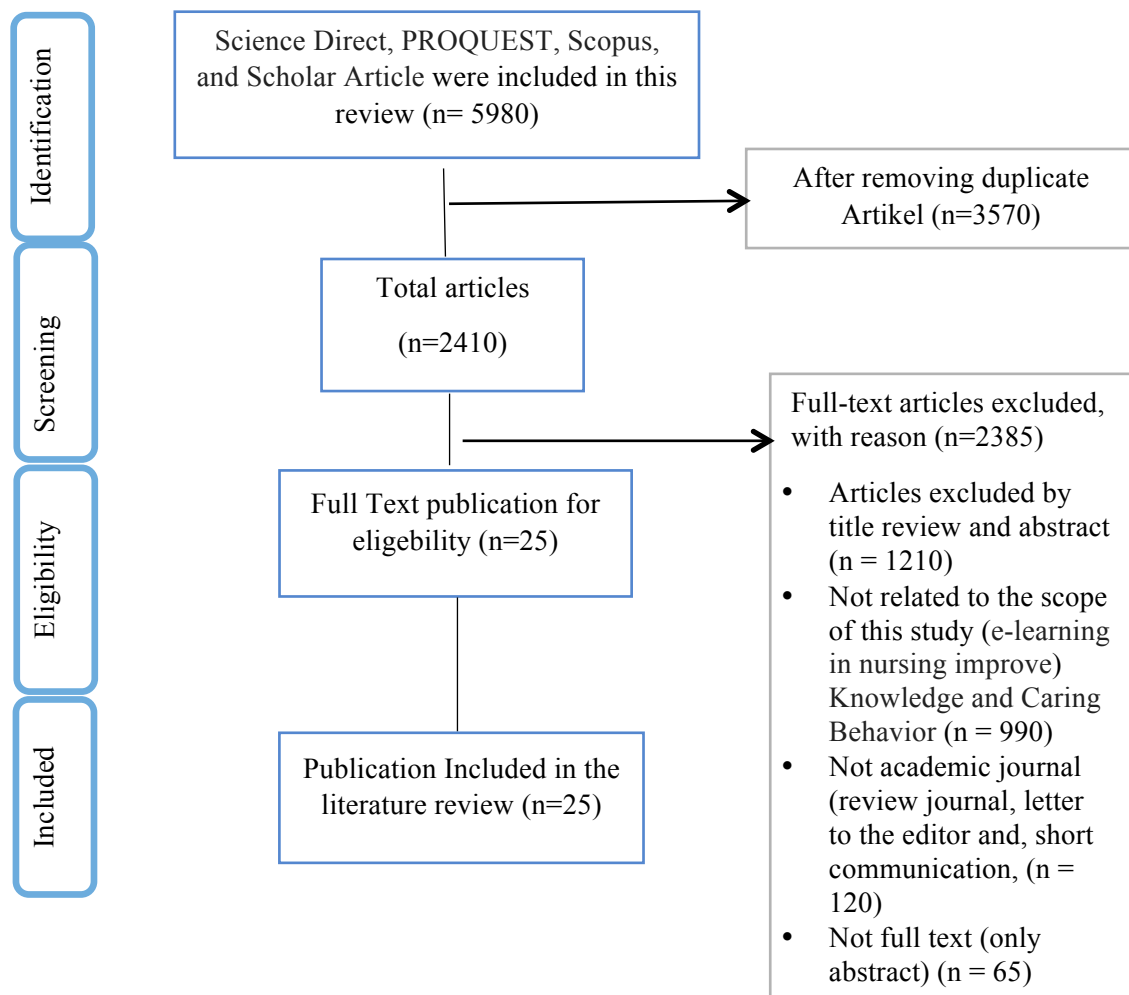 Identification
Science Direct, PROQUEST, Scopus,
and Scholar Article were included in this
review (n= 5980)
After removing duplicate
Artikel (n=3570)
Screening
Total articles
(n=2410)
Full-text articles excluded,
with reason (n=2385)
• Articles excluded by
title review and abstract
(n = 1210)
• Not related to the scope
of this study (e-learning
in nursing improve)
Knowledge and Caring
Behavior (n = 990)
• Not academic journal
(review journal, letter
to the editor and, short
communication, (n =
120)
• Not full text (only
abstract) (n = 65)
Eligibility
Full Text publication for
eligebility (n=25)
Included
Publication Included in the
literature review (n=25)